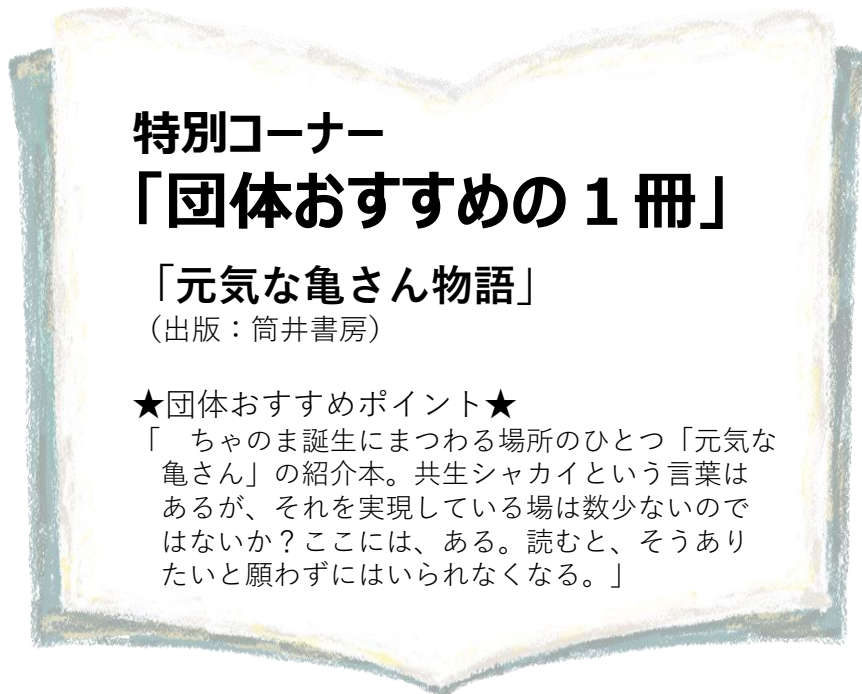 特別コーナー
「団体おすすめの１冊」
「元気な亀さん物語」
（出版：筒井書房）
★団体おすすめポイント★
「　ちゃのま誕生にまつわる場所のひとつ「元気な
亀さん」の紹介本。共生シャカイという言葉は
あるが、それを実現している場は数少ないので
はないか？ここには、ある。読むと、そうあり
たいと願わずにはいられなくなる。」